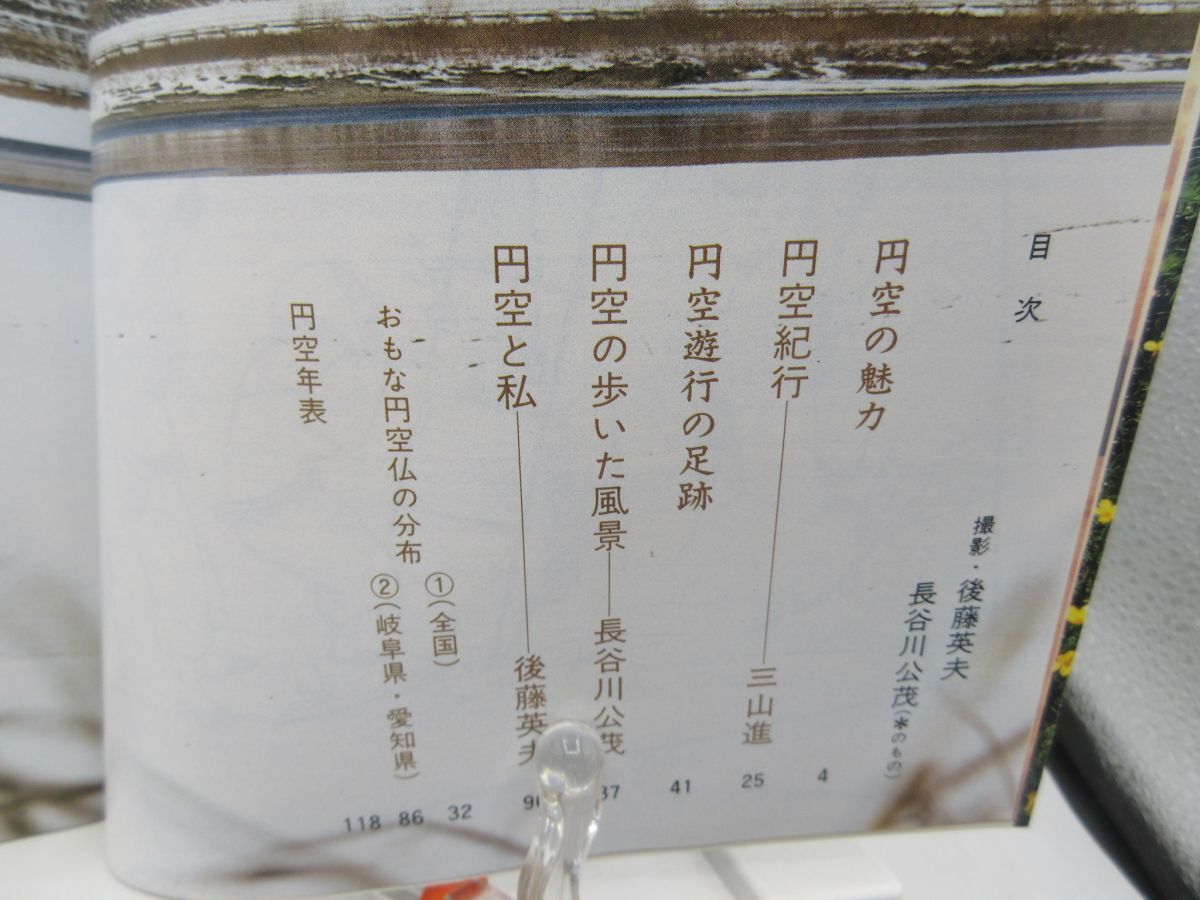 目次
撮影・後藤英夫
長谷川公茂(＊のもの)
円空の魅力 4
円空紀行 三山進 25
円空遊行の足跡 41
円空の歩いた風景 長谷川公茂
円空と私 後藤英夫
おもな円空仏の分布 ①(全国) 32
②(岐阜県・愛知県) 86
円空年表 118